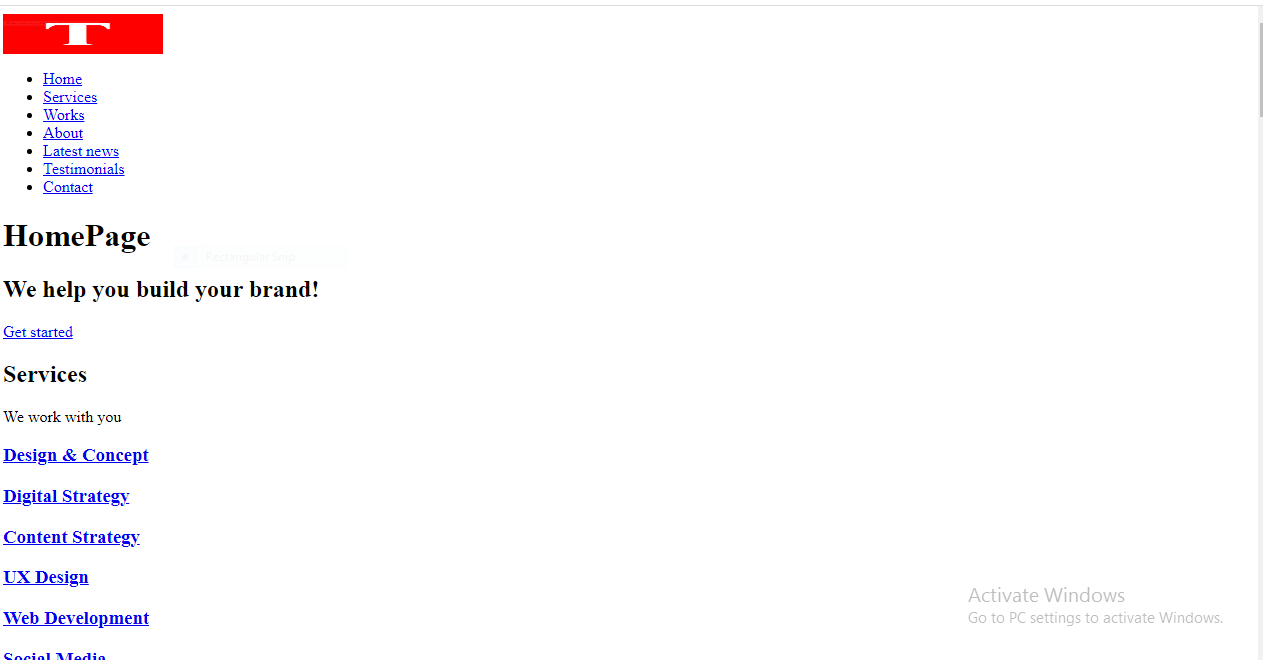 T
Home
Services
Works
About
Latest news
Testimonials
Contact
HomePage
Rectangular Snip
We help you build your brand!
Get started
Services
We work with you
Design & Concept
Digital Strategy
Content Strategy
UX Design
Web Development
Social Media
Activate Windows
Go to PC settings to activate Windows.